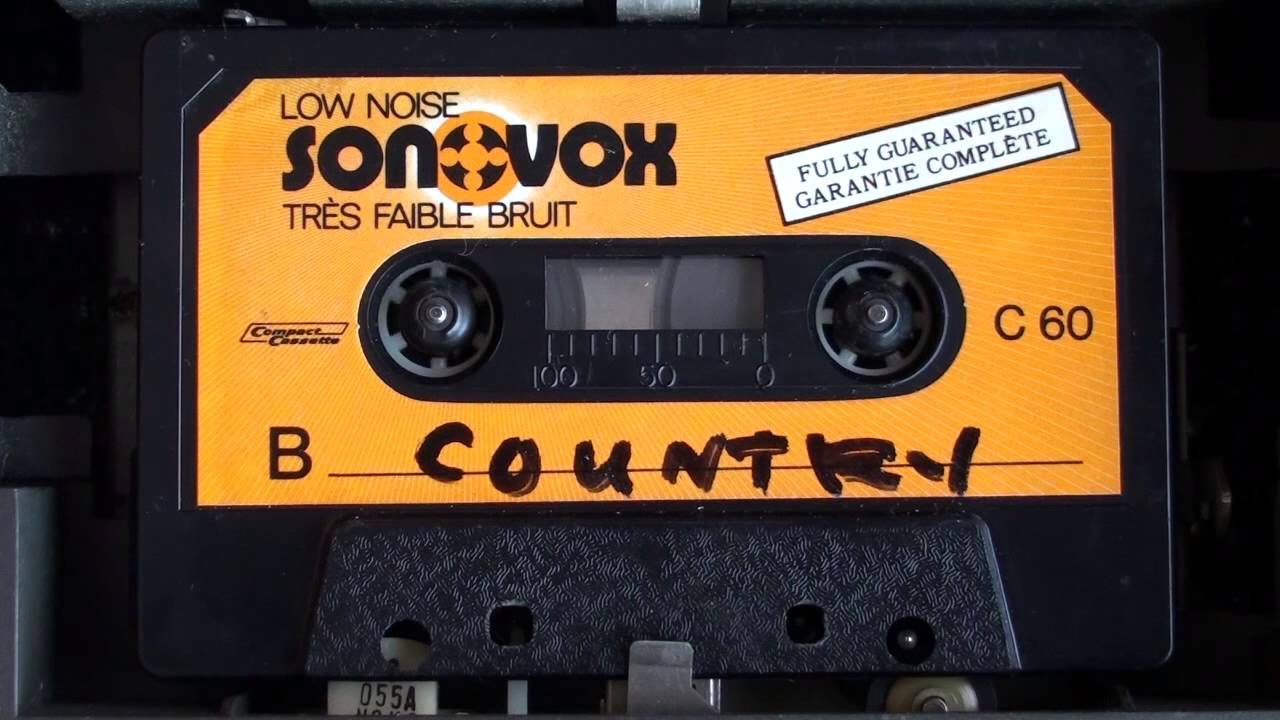 LOW NOISE
SONOVOX
TRÈS FAIBLE BRUIT
FULLY GUARANTEED
GARANTIE COMPLÈTE
Compact
Cassette
C 60
100 50 0
B COUNTRY
055A